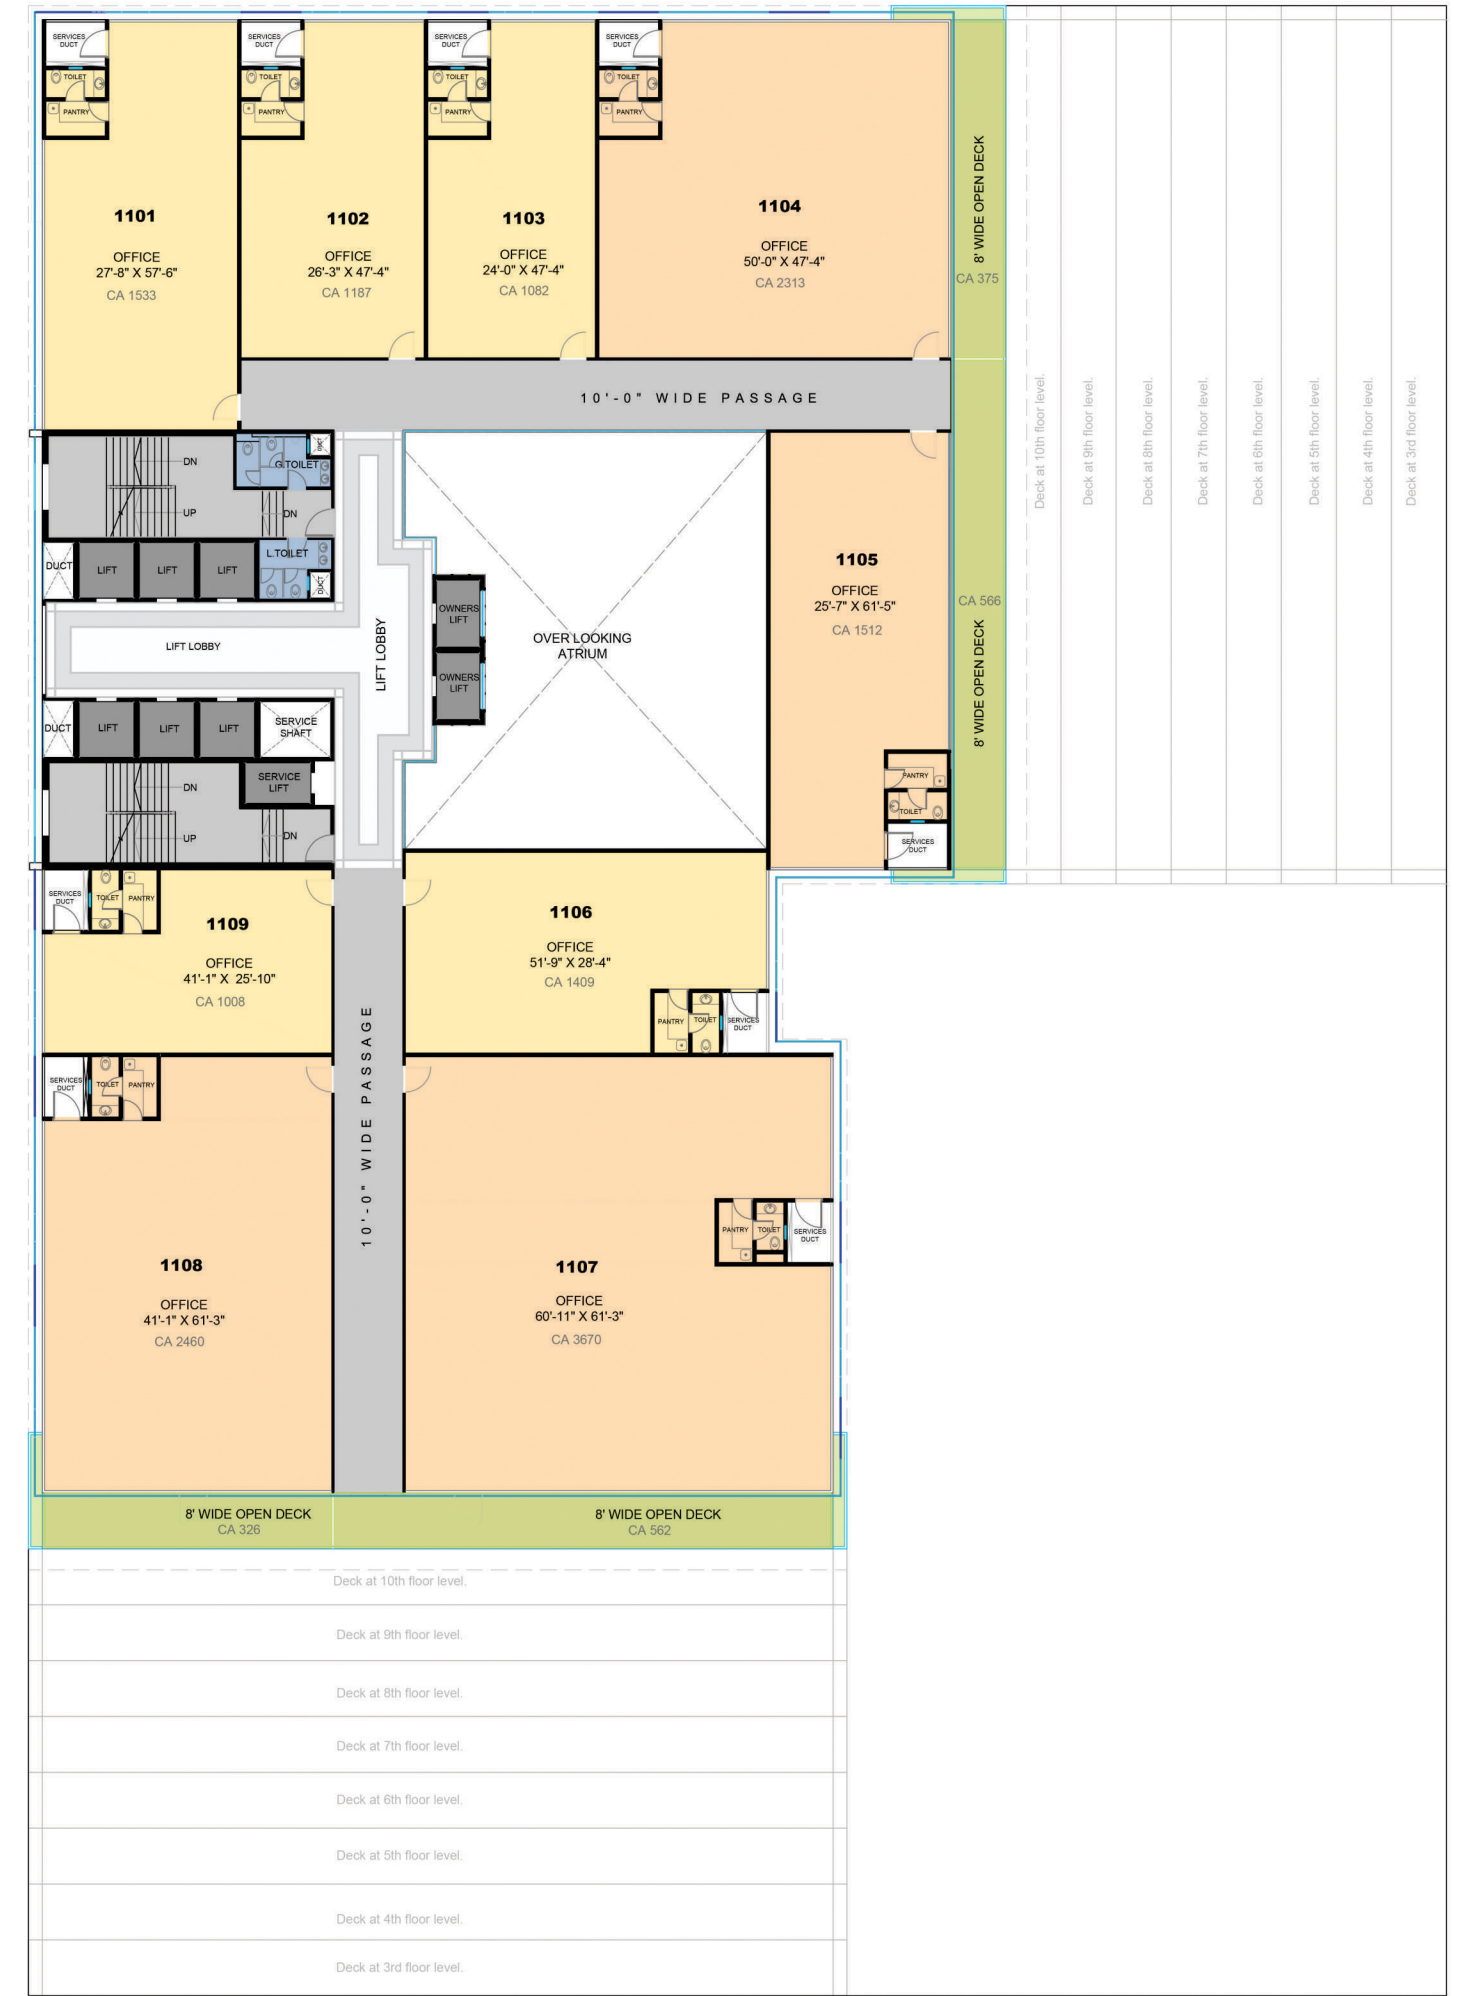 SERVICES
DUCT
TOILET
PANTRY
SERVICES
DUCT
TOILET
PANTRY
SERVICES
DUCT
TOILET
PANTRY
SERVICES
DUCT
TOILET
PANTRY
1101
OFFICE
27'-8" X 57'-6"
CA 1533
1102
OFFICE
26'-3" X 47'-4"
CA 1187
1103
OFFICE
24'-0" X 47'-4"
CA 1082
1104
OFFICE
50'-0" X 47'-4"
CA 2313
8' WIDE OPEN DECK
CA 375
10'-0" WIDE PASSAGE
Deck at 10th floor level.
Deck at 9th floor level.
Deck at 8th floor level.
Deck at 7th floor level.
Deck at 6th floor level.
Deck at 5th floor level.
Deck at 4th floor level.
Deck at 3rd floor level.
DN
UP
G.TOILET
DUCT
DN
L.TOILET
DUCT
DUCT
LIFT
LIFT
LIFT
LIFT LOBBY
LIFT LOBBY
OWNERS
LIFT
OWNERS
LIFT
OVER LOOKING
ATRIUM
1105
OFFICE
25'-7" X 61'-5"
CA 1512
CA 566
8' WIDE OPEN DECK
PANTRY
TOILET
SERVICES
DUCT
DUCT
LIFT
LIFT
LIFT
SERVICE
SHAFT
SERVICE
LIFT
DN
UP
DN
SERVICES
DUCT
TOILET
PANTRY
1109
OFFICE
41'-1" X 25'-10"
CA 1008
1106
OFFICE
51'-9" X 28'-4"
CA 1409
PANTRY
TOILET
SERVICES
DUCT
10'-0" WIDE PASSAGE
SERVICES
DUCT
TOILET
PANTRY
1108
OFFICE
41'-1" X 61'-3"
CA 2460
1107
OFFICE
60'-11" X 61'-3"
CA 3670
PANTRY
TOILET
SERVICES
DUCT
8' WIDE OPEN DECK
CA 326
8' WIDE OPEN DECK
CA 562
Deck at 10th floor level.
Deck at 9th floor level.
Deck at 8th floor level.
Deck at 7th floor level.
Deck at 6th floor level.
Deck at 5th floor level.
Deck at 4th floor level.
Deck at 3rd floor level.